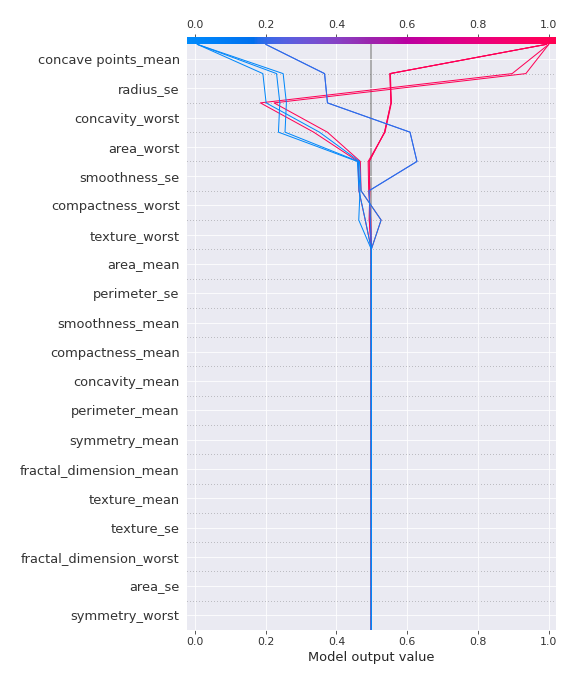 0.0 0.2 0.4 0.6 0.8 1.0
concave points_mean
radius_se
concavity_worst
area_worst
smoothness_se
compactness_worst
texture_worst
area_mean
perimeter_se
smoothness_mean
compactness_mean
concavity_mean
perimeter_mean
symmetry_mean
fractal_dimension_mean
texture_mean
texture_se
fractal_dimension_worst
area_se
symmetry_worst
0.0 0.2 0.4 0.6 0.8 1.0
Model output value